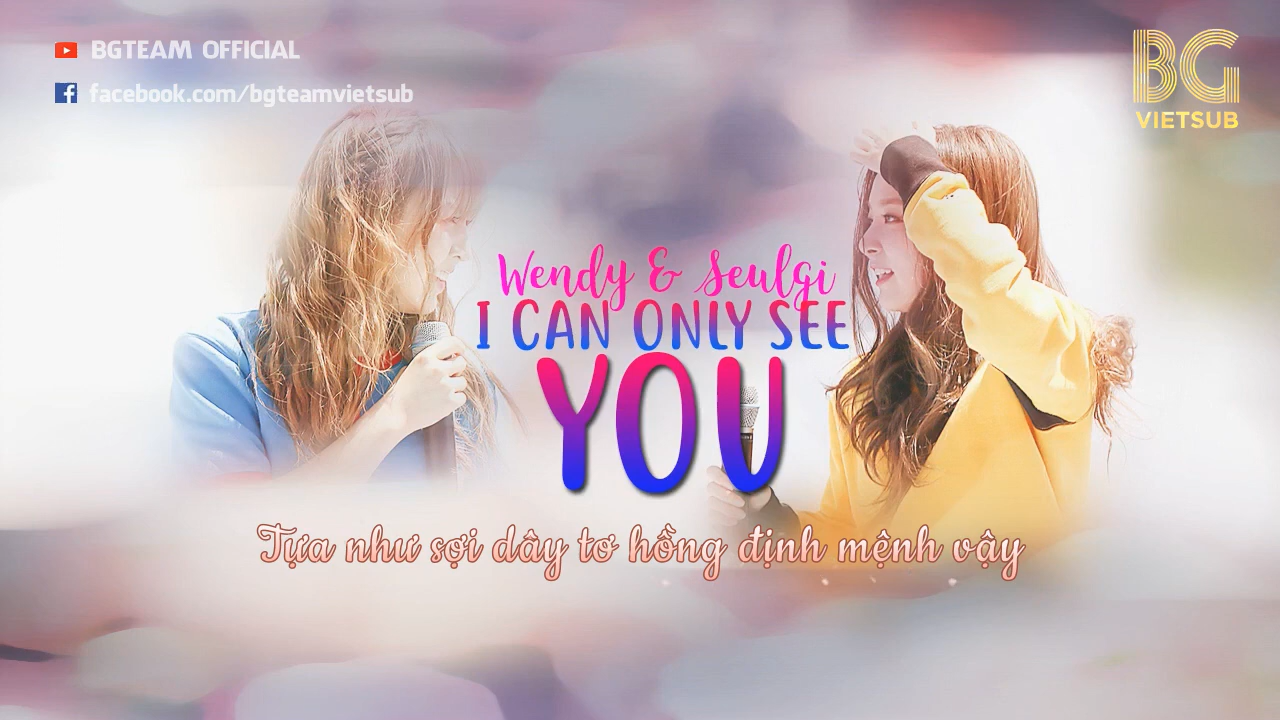 BGTEAM OFFICIAL
facebook.com/bgteamvietsub
BG
VIETSUB
Wendy & Seulgi
I CAN ONLY SEE
YOU
Tựa như sợi dây tơ hồng định mệnh vậy